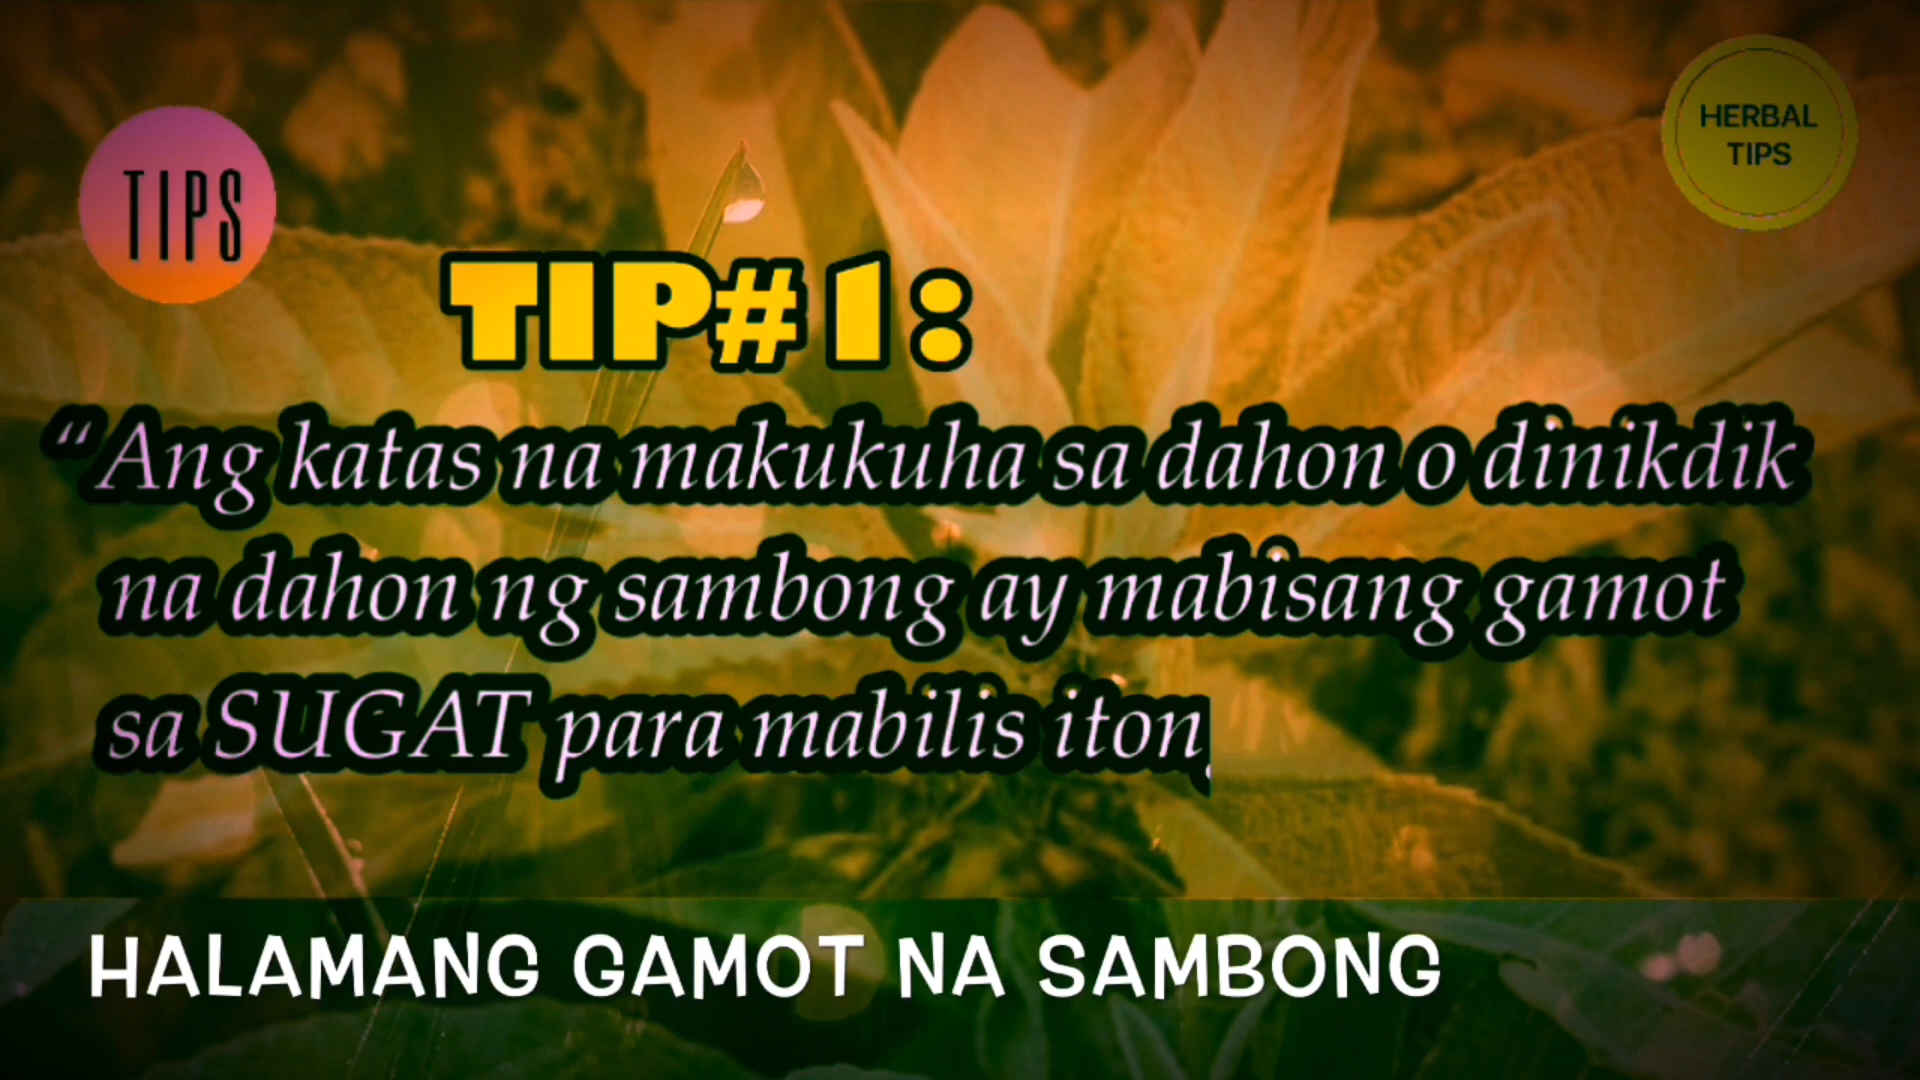 HERBAL
TIPS
TIPS
TIP#1:
“Ang katas na makukuha sa dahon o dinikdik
na dahon ng sambong ay mabisang gamot
sa SUGAT para mabilis iton
HALAMANG GAMOT NA SAMBONG